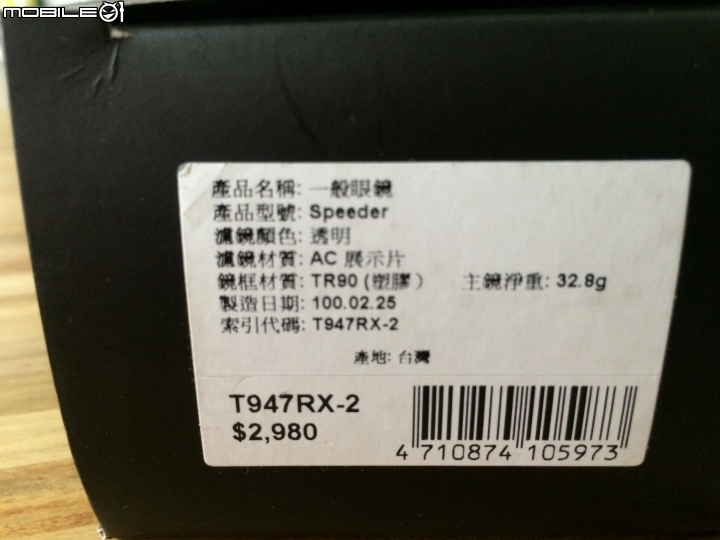 MOBILE01
產品名稱: 一般眼鏡
產品型號: Speeder
濾鏡顏色: 透明
濾鏡材質: AC 展示片
鏡框材質: TR90 (塑膠) 主鏡淨重: 32.8g
製造日期: 100.02.25
索引代碼: T947RX-2
產地: 台灣
T947RX-2
$2,980
4 710874 105973